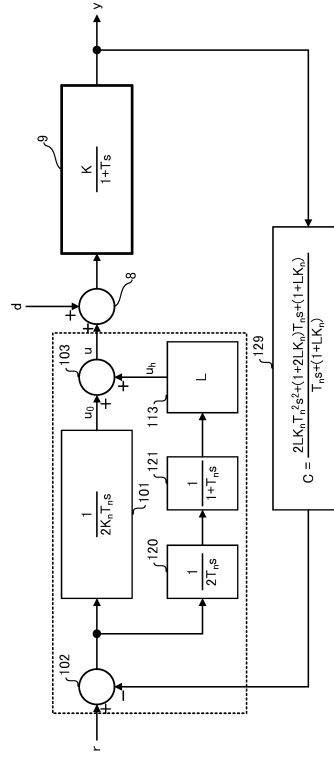 r
+
−
102
1
2KₙTₙs
101
1
2Tₙs
120
1
1+Tₙs
121
L
113
u₀
uₕ
+
+
103
u
+
+
d
8
K
1+Ts
9
y
C = 2LKₙTₙ²s²+(1+2LKₙ)Tₙs+(1+LKₙ)
Tₙs+(1+LKₙ)
129